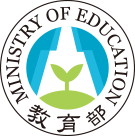 MINISTRY OF EDUCATION
教育部